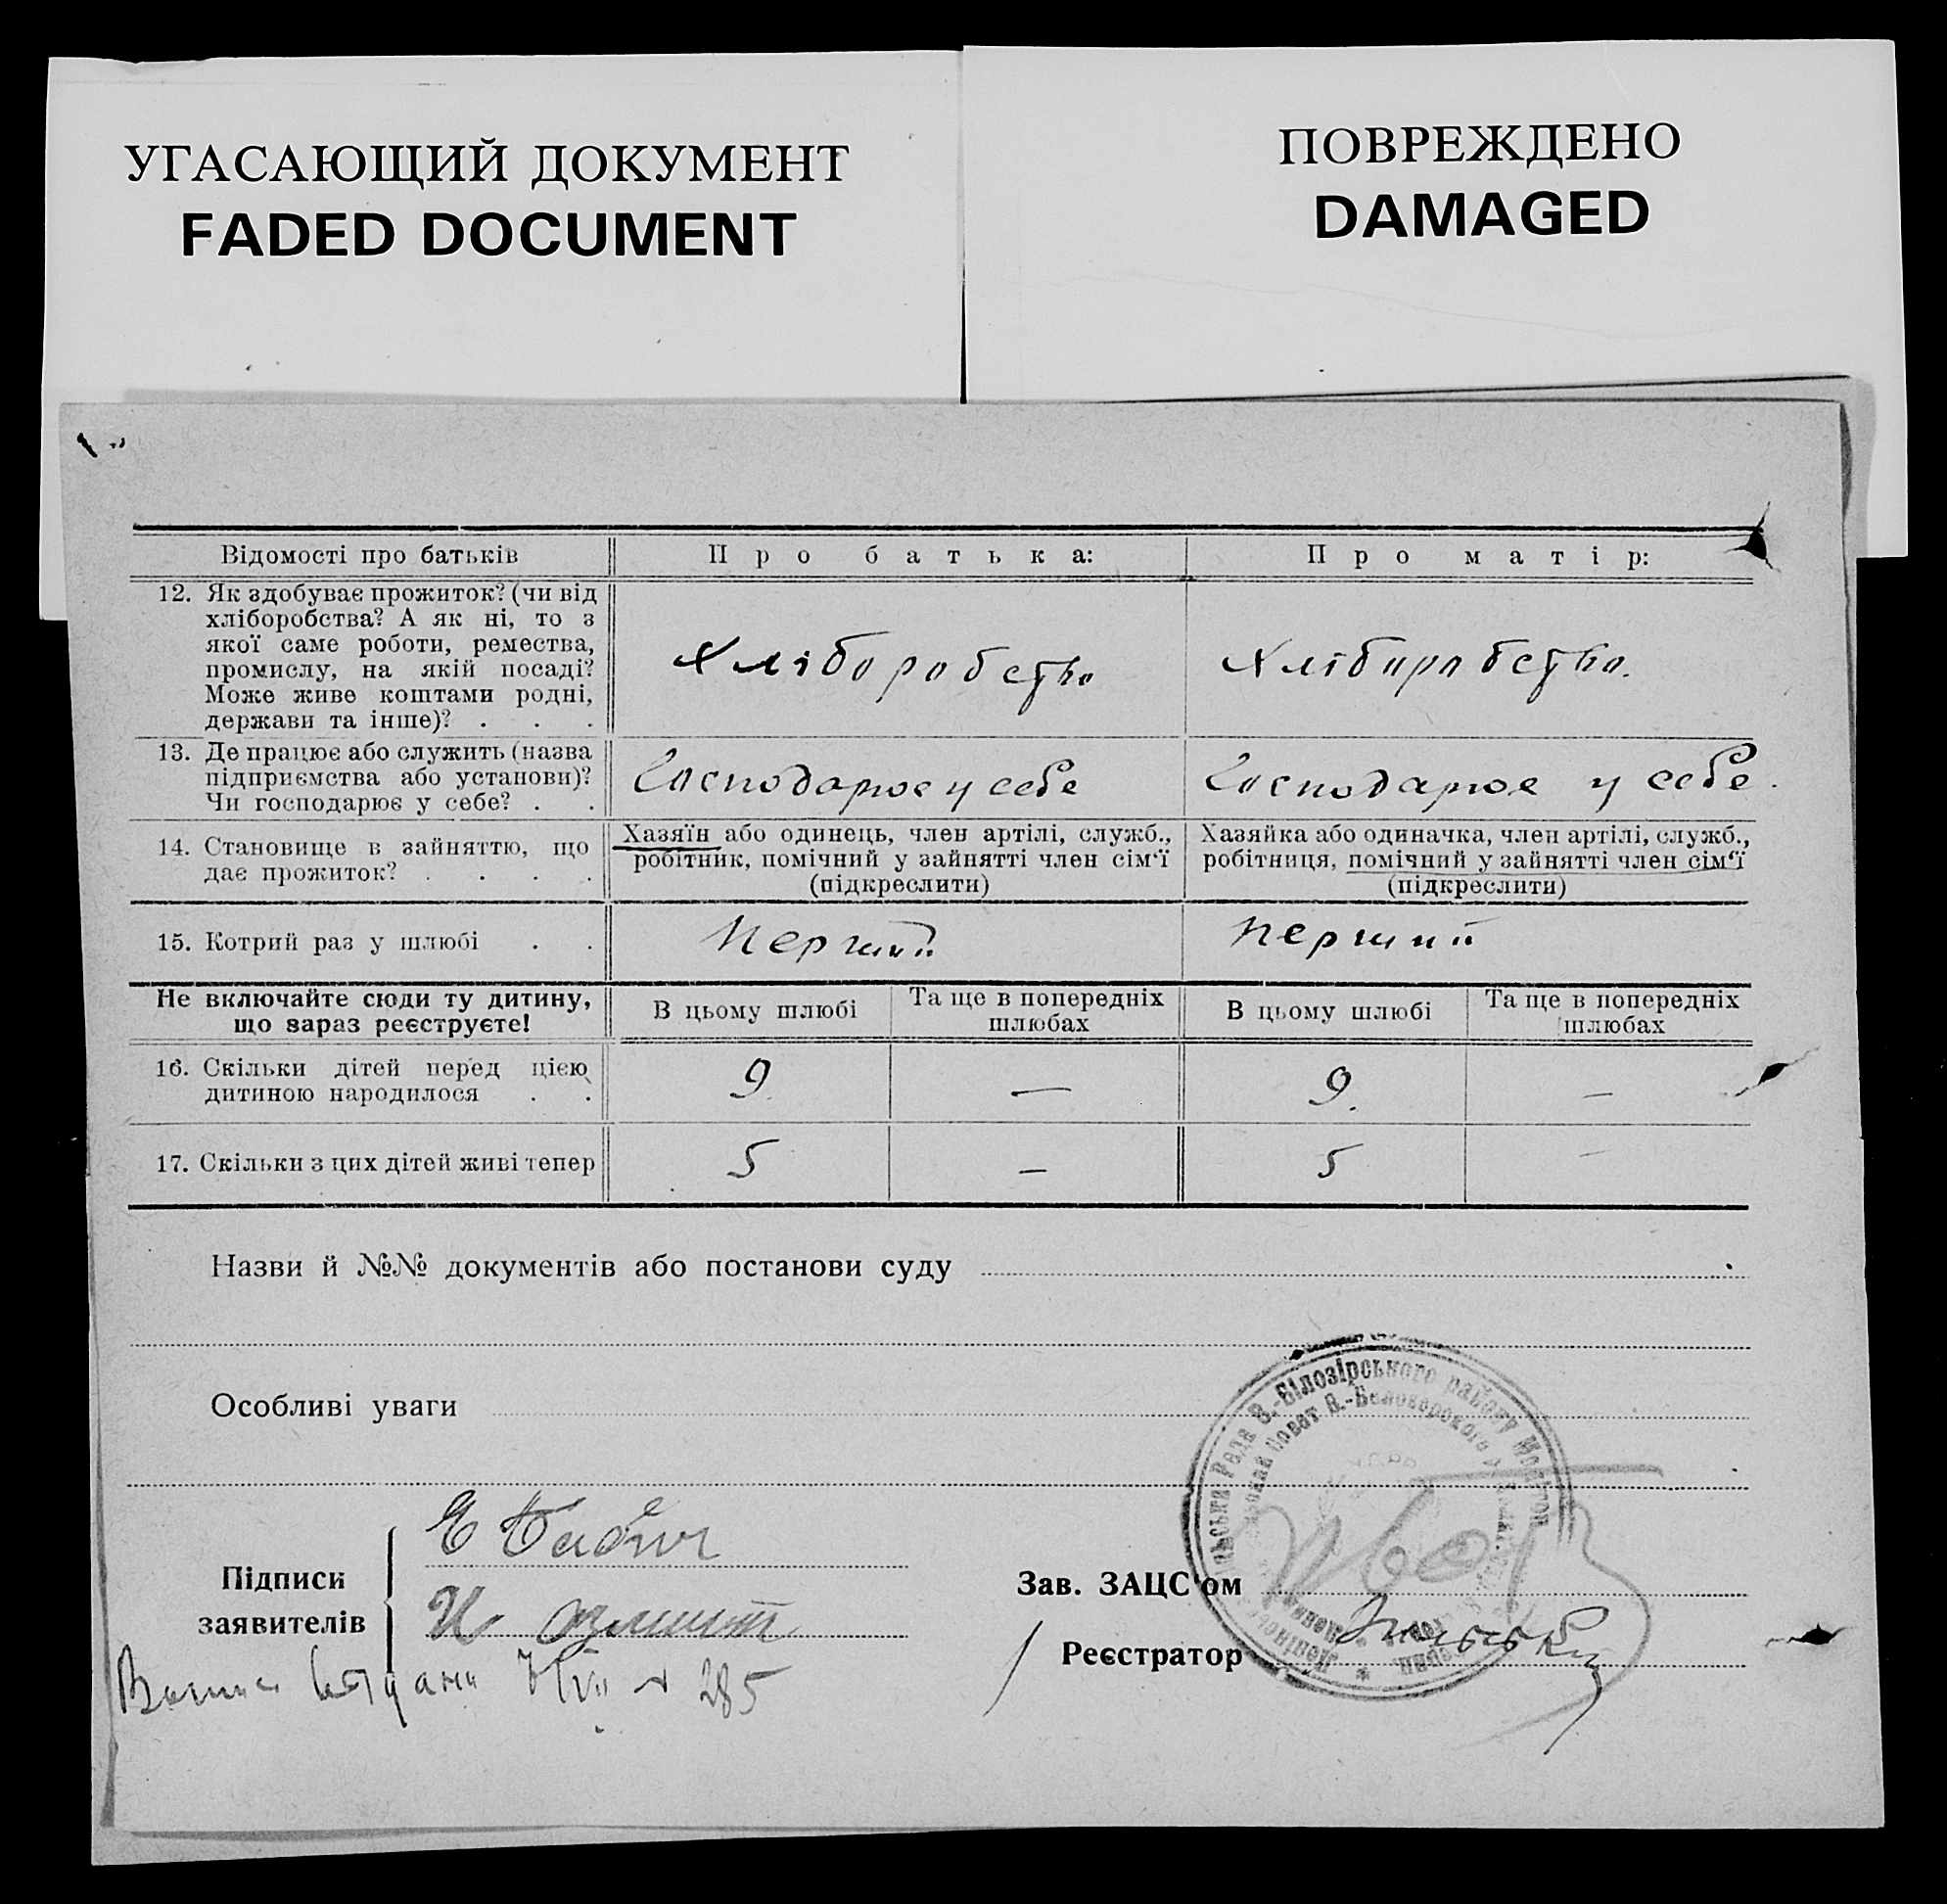 УГАСАЮЩИЙ ДОКУМЕНТ
FADED DOCUMENT
ПОВРЕЖДЕНО
DAMAGED
Відомості про батьків
Про батька:
Про матір:
12. Як здобуває прожиток? (чи від
хліборобства? А як ні, то з
якої саме роботи, ремества,
промислу, на якій посаді?
Може живе коштами родні,
держави та інше)? . . .
Хліборобство
Хліборобство.
13. Де працює або служить (назва
підприємства або установи)?
Чи господарює у себе? . .
Господарює у себе
Господарює у себе.
14. Становище в зайняттю, що
дає прожиток? . . . .
Хазяїн або одинець, член артілі, служб.,
робітник, помічний у зайнятті член сім'ї
(підкреслити)
Хазяйка або одиначка, член артілі, служб.,
робітниця, помічний у зайнятті член сім'ї
(підкреслити)
15. Котрий раз у шлюбі . .
Перший
Перший
Не включайте сюди ту дитину,
що зараз реєструєте!
В цьому шлюбі
Та ще в попередніх
шлюбах
В цьому шлюбі
Та ще в попередніх
шлюбах
16. Скільки дітей перед цією
дитиною народилося . .
9.
—
9.
—
17. Скільки з цих дітей живі тепер
5
—
5
—
Назви й №№ документів або постанови суду
Особливі уваги
Рада В.-Білозірського району
В.-Белозерского
Підписи
заявителів
Зав. ЗАЦС'ом
Реєстратор
285